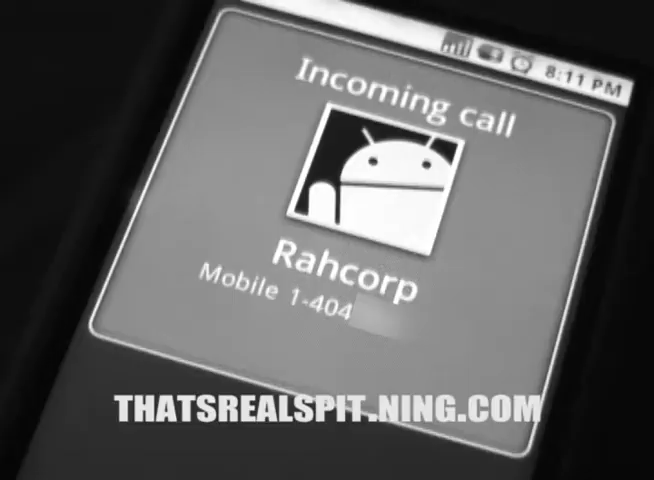 8:11 PM
Incoming call
Rahcorp
Mobile 1-404
THATSREALSPIT.NING.COM